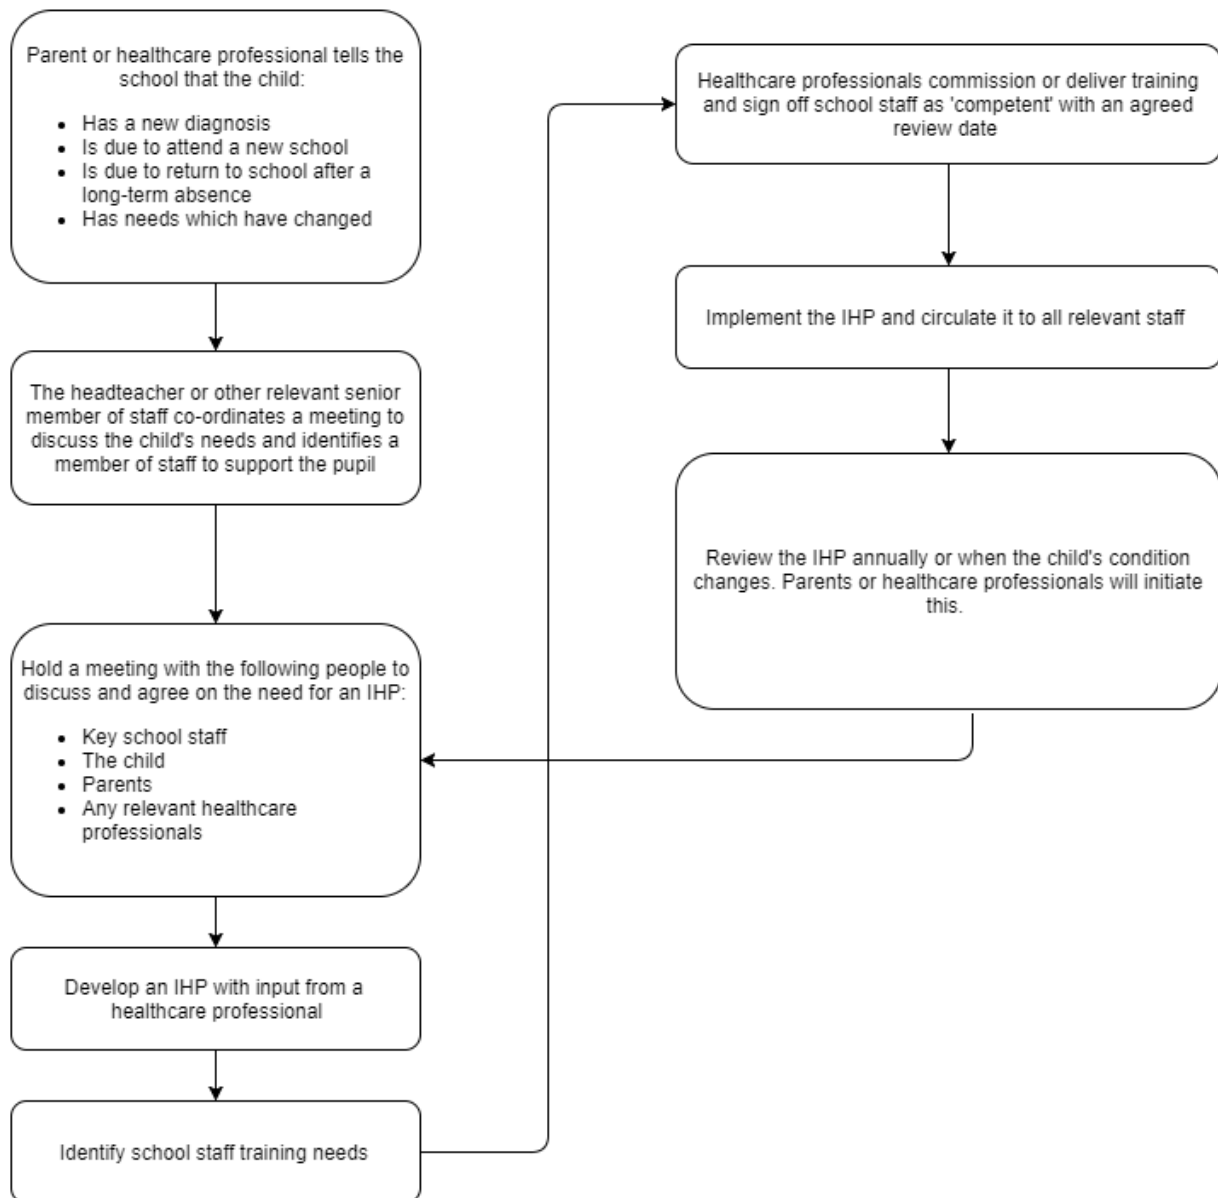 Parent or healthcare professional tells the
school that the child:
• Has a new diagnosis
• Is due to attend a new school
• Is due to return to school after a
long-term absence
• Has needs which have changed
The headteacher or other relevant senior
member of staff co-ordinates a meeting to
discuss the child's needs and identifies a
member of staff to support the pupil
Hold a meeting with the following people to
discuss and agree on the need for an IHP:
• Key school staff
• The child
• Parents
• Any relevant healthcare
professionals
Develop an IHP with input from a
healthcare professional
Identify school staff training needs
Healthcare professionals commission or deliver training
and sign off school staff as 'competent' with an agreed
review date
Implement the IHP and circulate it to all relevant staff
Review the IHP annually or when the child's condition
changes. Parents or healthcare professionals will initiate
this.